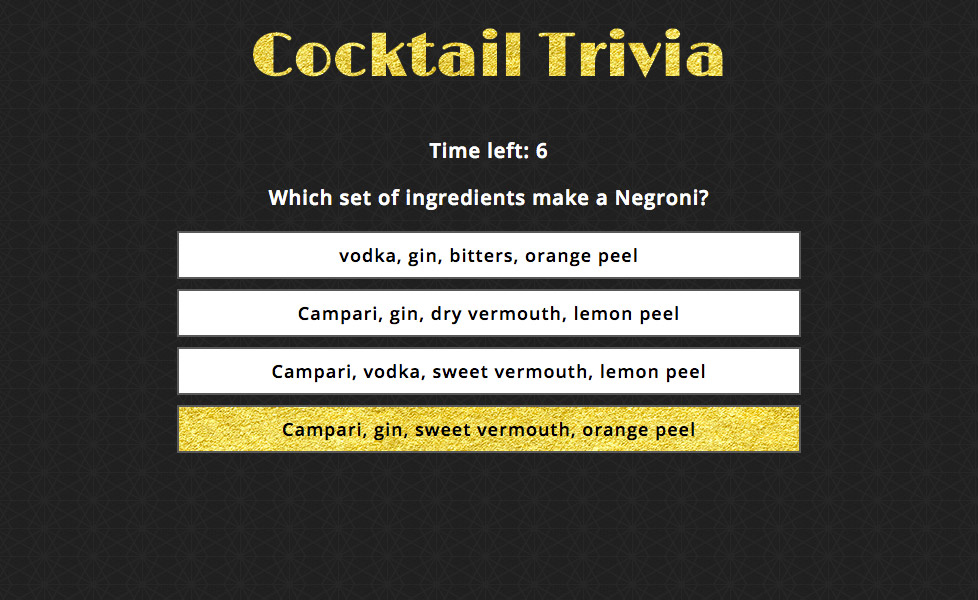 Cocktail Trivia
Time left: 6
Which set of ingredients make a Negroni?
vodka, gin, bitters, orange peel
Campari, gin, dry vermouth, lemon peel
Campari, vodka, sweet vermouth, lemon peel
Campari, gin, sweet vermouth, orange peel